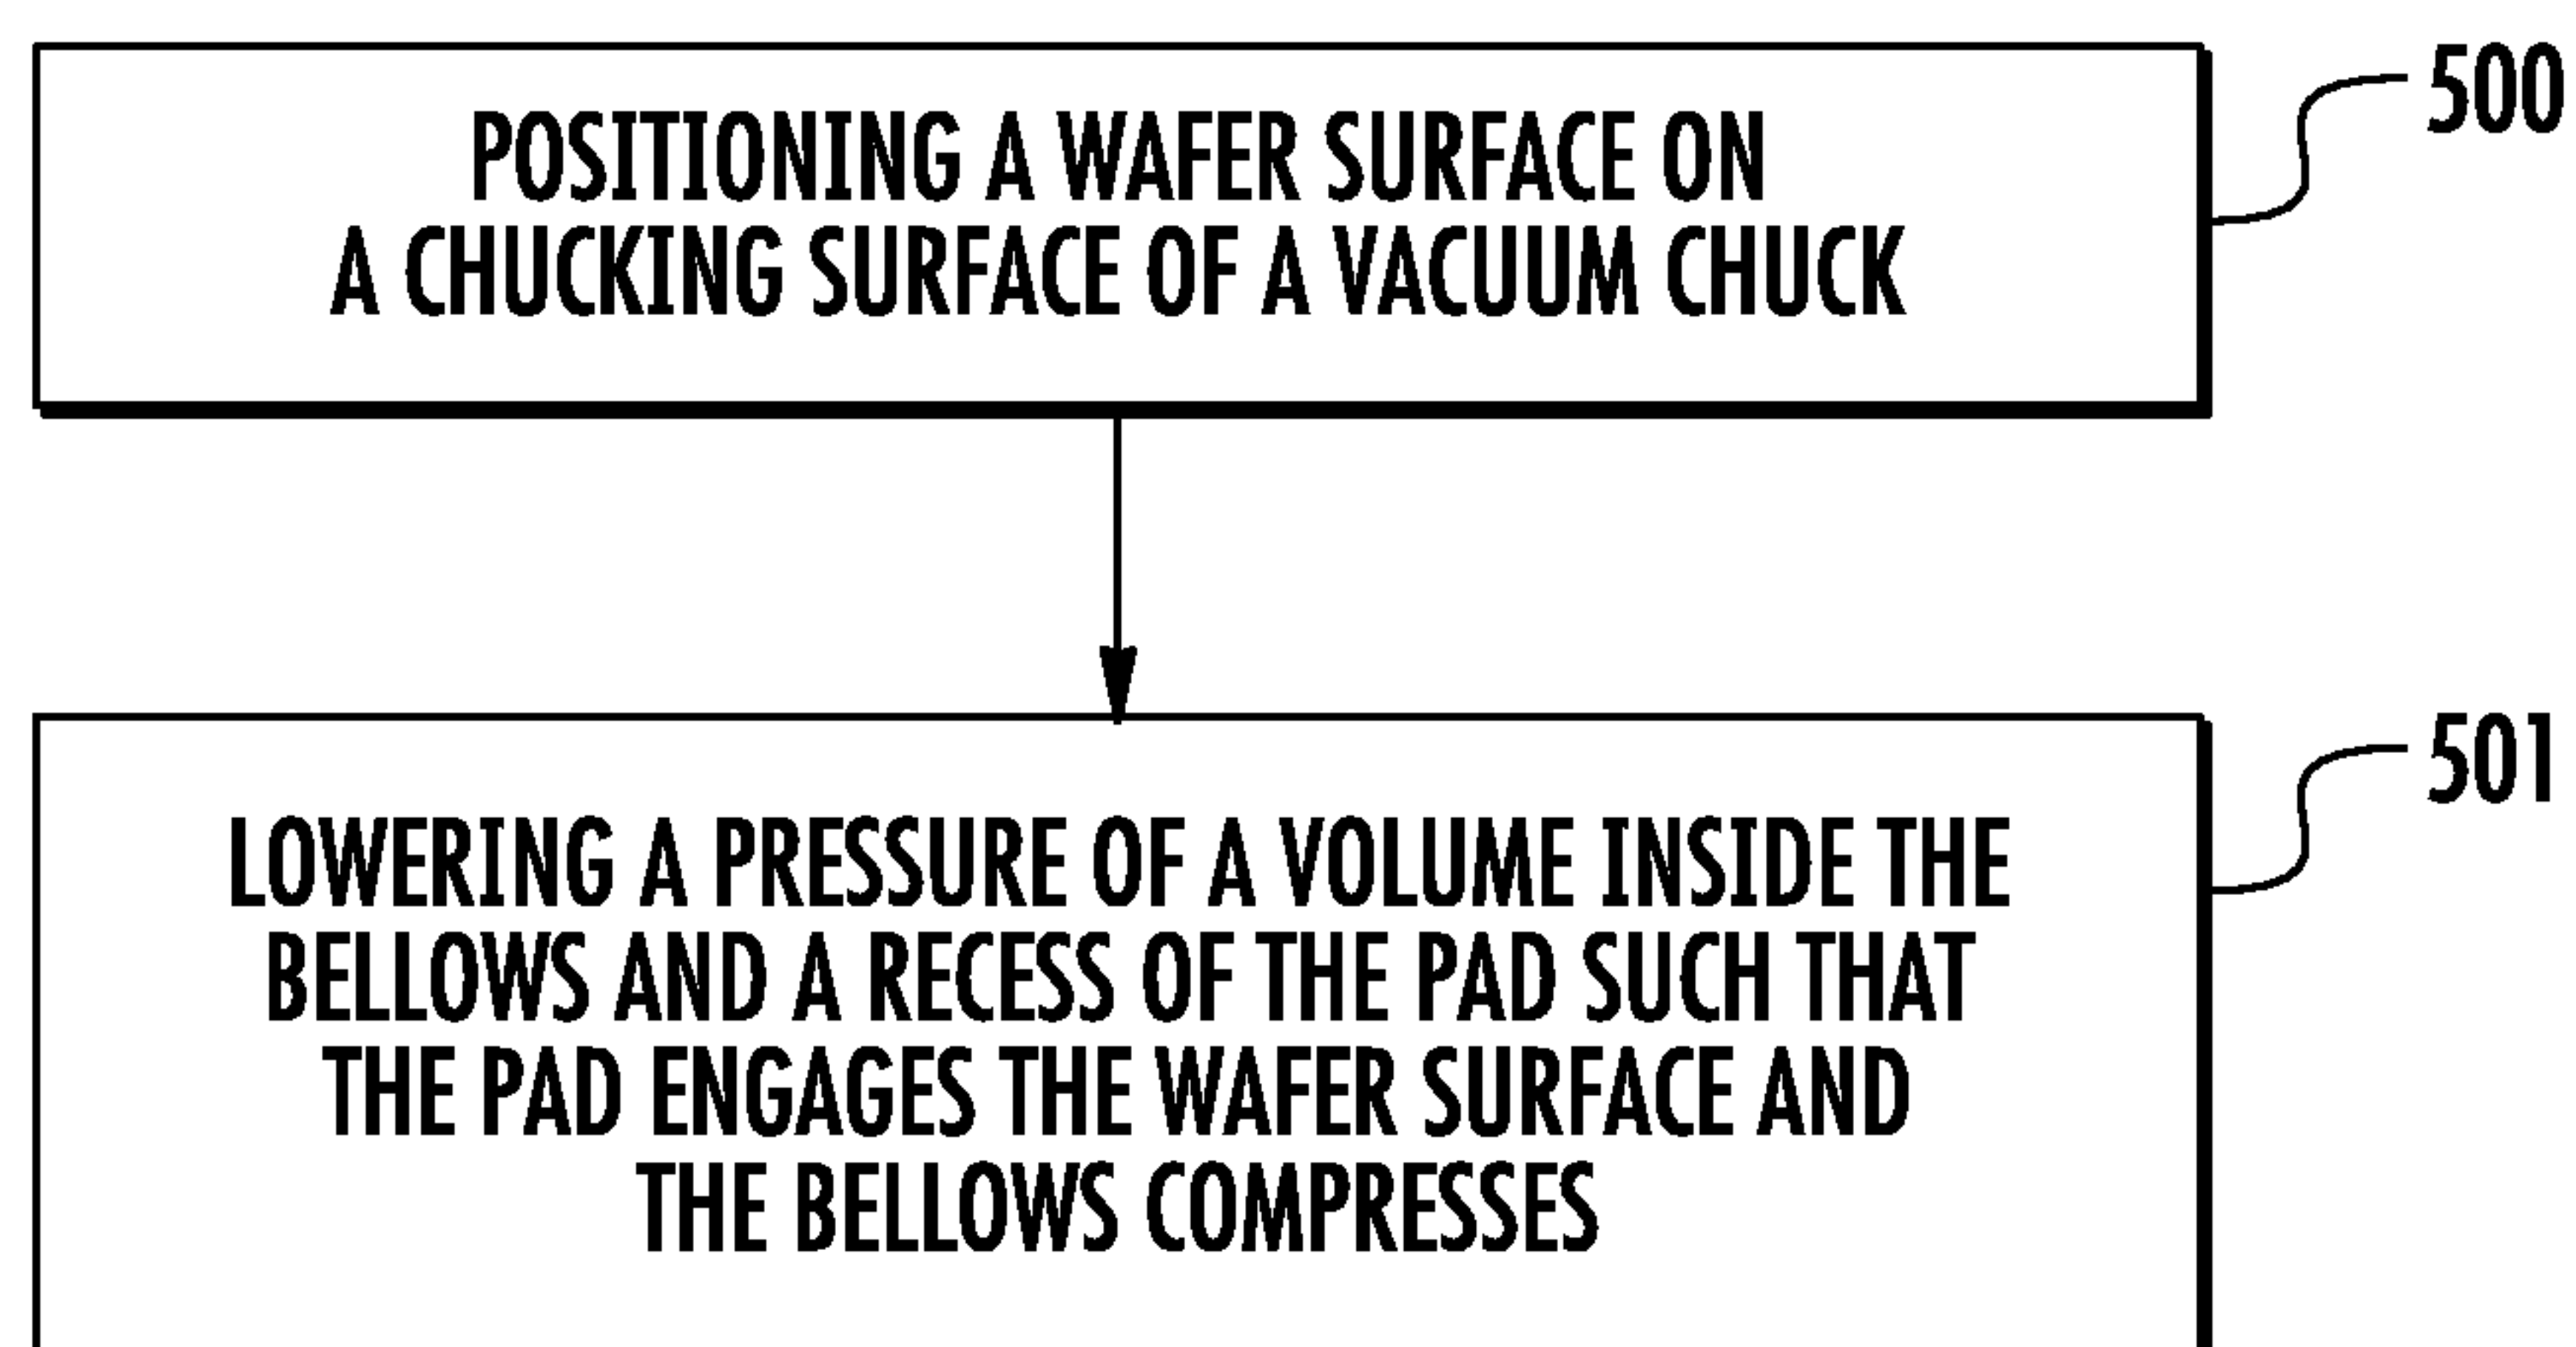 POSITIONING A WAFER SURFACE ON
A CHUCKING SURFACE OF A VACUUM CHUCK
500
LOWERING A PRESSURE OF A VOLUME INSIDE THE
BELLOWS AND A RECESS OF THE PAD SUCH THAT
THE PAD ENGAGES THE WAFER SURFACE AND
THE BELLOWS COMPRESSES
501